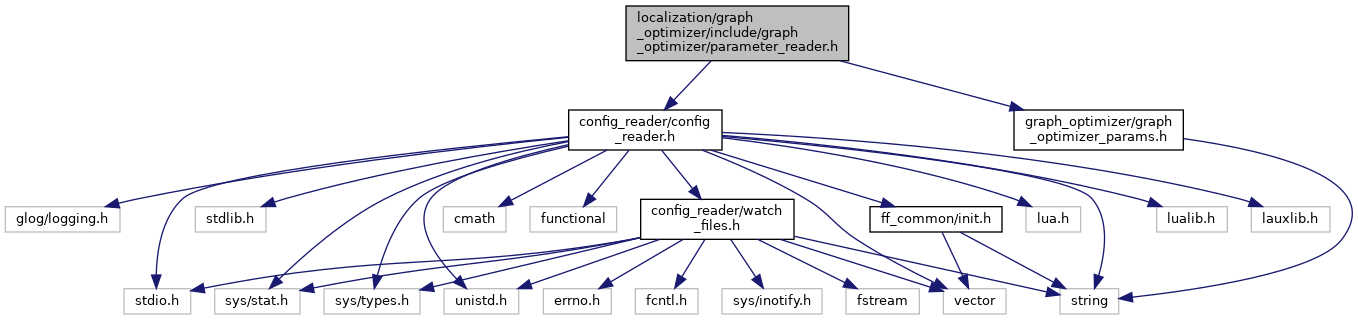 localization/graph
_optimizer/include/graph
_optimizer/parameter_reader.h
config_reader/config
_reader.h
graph_optimizer/graph
_optimizer_params.h
glog/logging.h
stdlib.h
cmath
functional
config_reader/watch
_files.h
ff_common/init.h
lua.h
lualib.h
lauxlib.h
stdio.h
sys/stat.h
sys/types.h
unistd.h
errno.h
fcntl.h
sys/inotify.h
fstream
vector
string